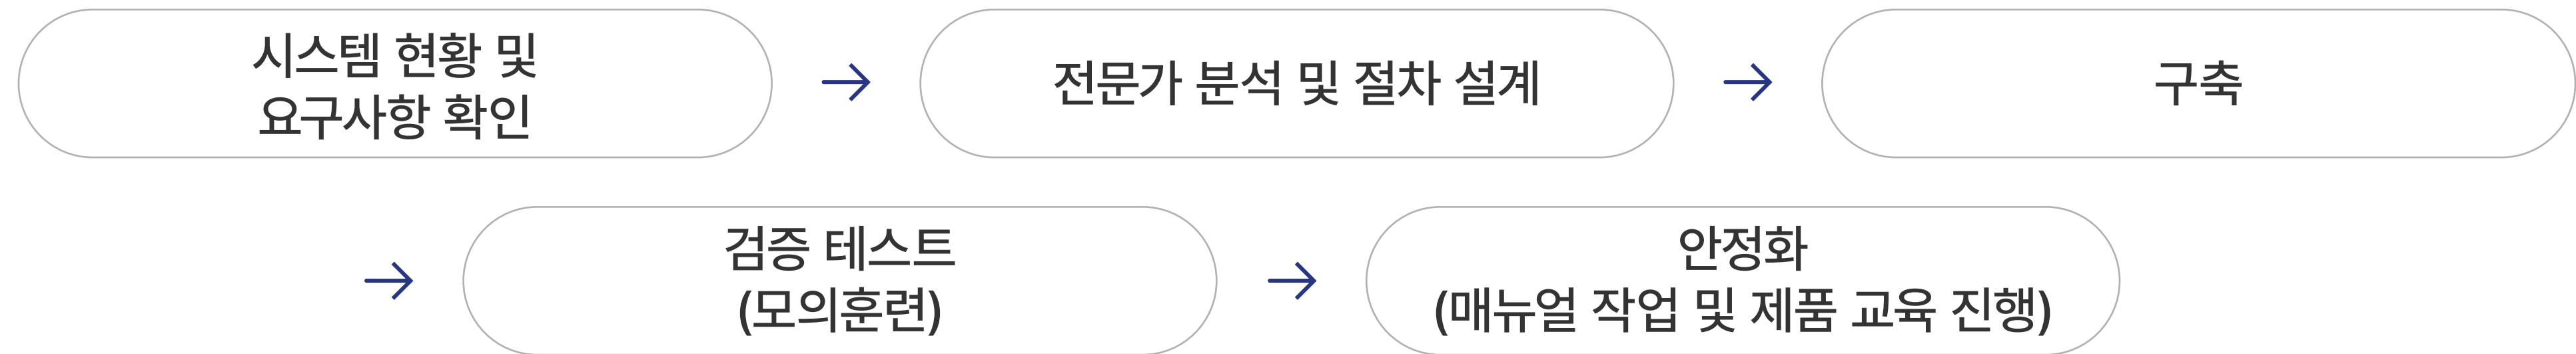 시스템 현황 및
요구사항 확인
전문가 분석 및 절차 설계
구축
검증 테스트
(모의훈련)
안정화
(매뉴얼 작업 및 제품 교육 진행)